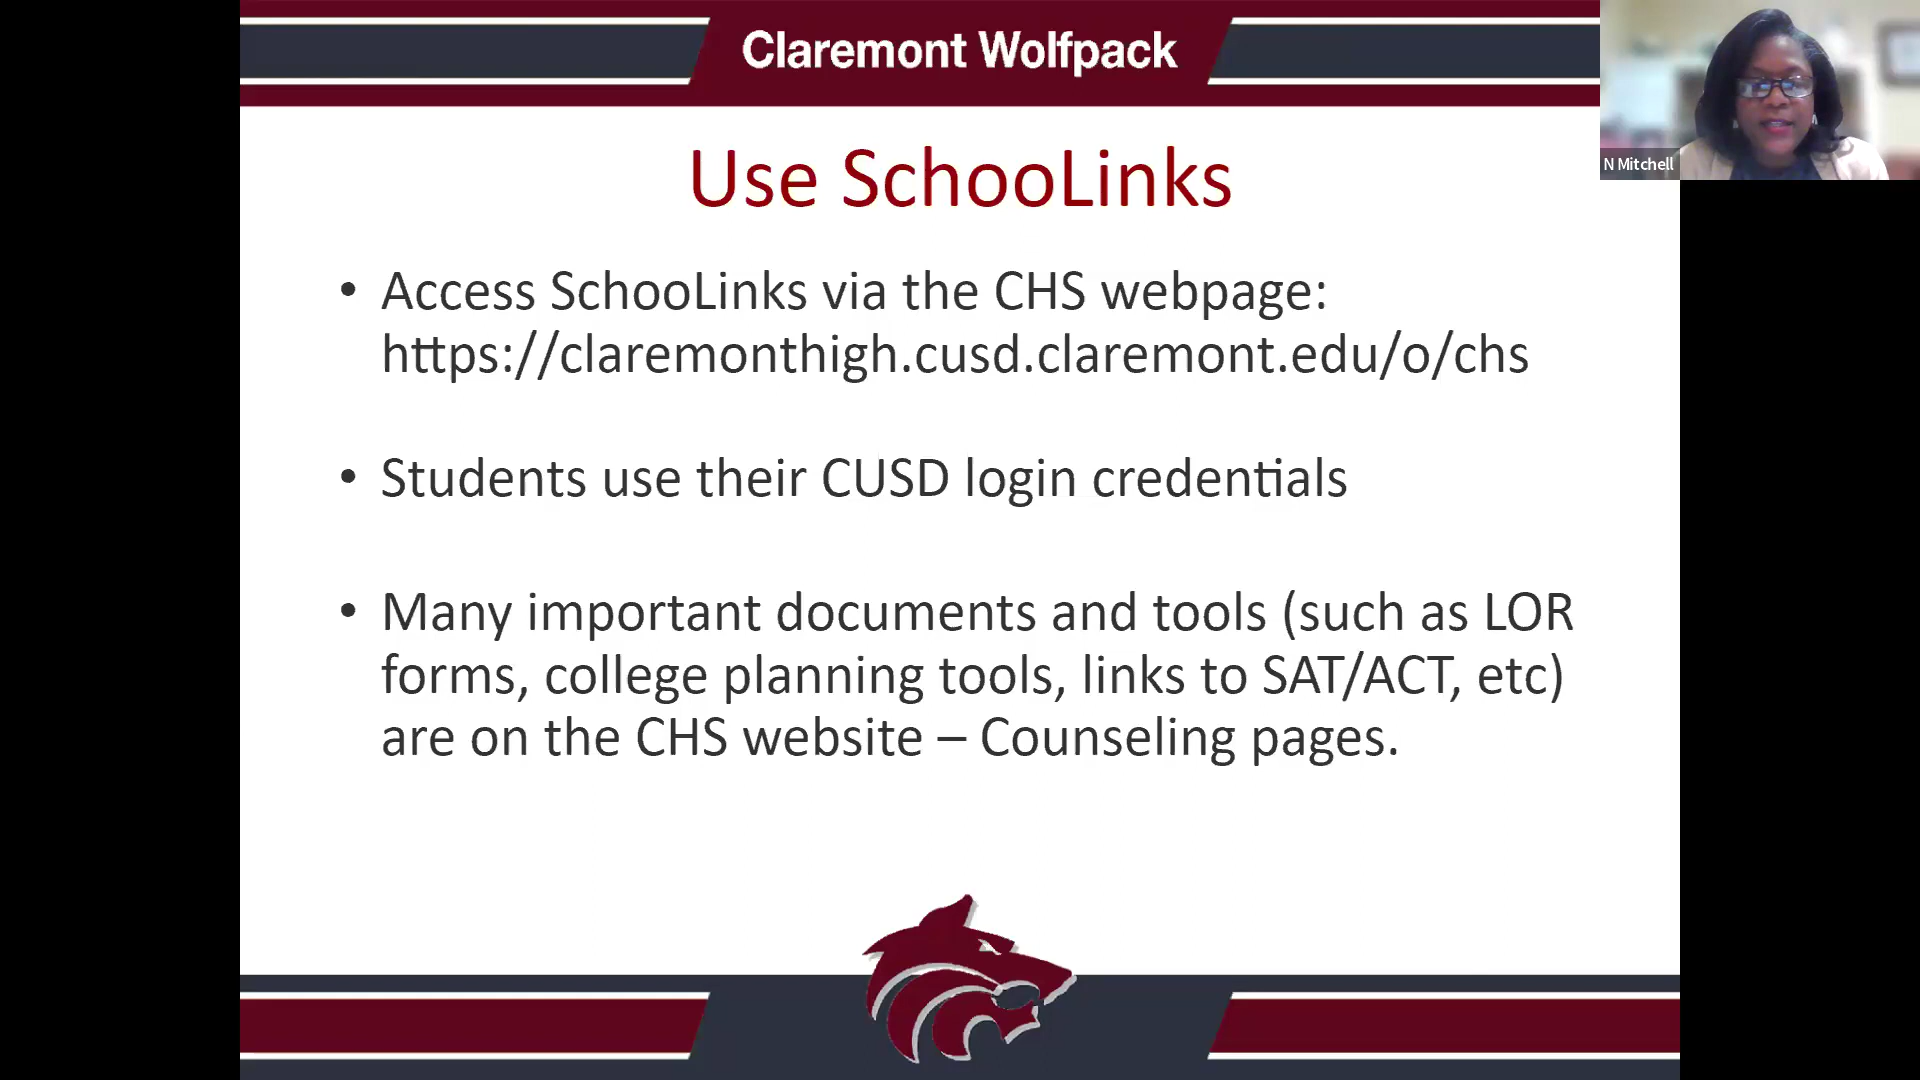 Claremont Wolfpack
N Mitchell
Use SchooLinks
• Access SchooLinks via the CHS webpage:
https://claremonthigh.cusd.claremont.edu/o/chs
• Students use their CUSD login credentials
• Many important documents and tools (such as LOR
forms, college planning tools, links to SAT/ACT, etc)
are on the CHS website – Counseling pages.